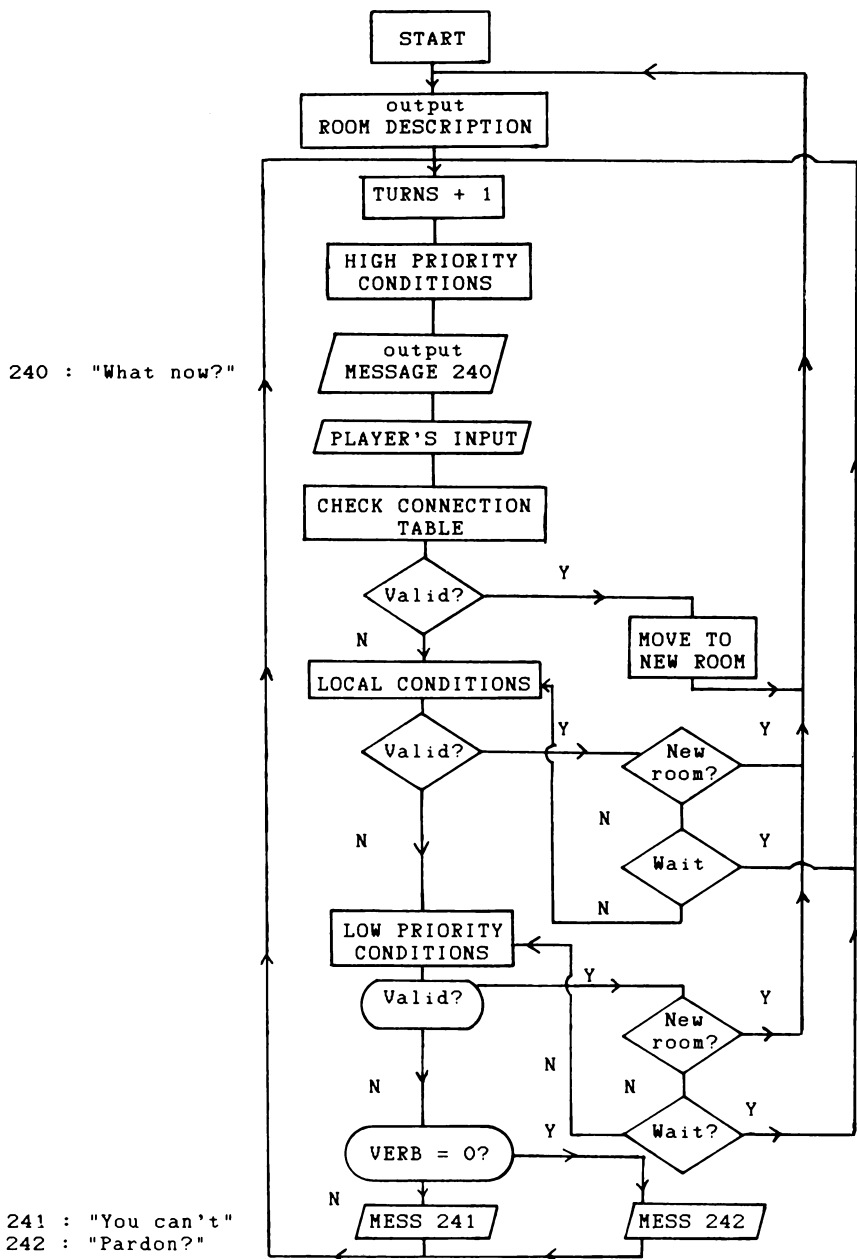 START
output
ROOM DESCRIPTION
TURNS + 1
HIGH PRIORITY
CONDITIONS
output
MESSAGE 240
240 : "What now?"
PLAYER'S INPUT
CHECK CONNECTION
TABLE
Valid?
Y
N
MOVE TO
NEW ROOM
LOCAL CONDITIONS
Valid?
Y
New
room?
Y
N
N
Wait
Y
N
LOW PRIORITY
CONDITIONS
Valid?
Y
New
room?
Y
N
N
N
Wait?
Y
VERB = 0?
Y
N
MESS 241
MESS 242
241 : "You can't"
242 : "Pardon?"